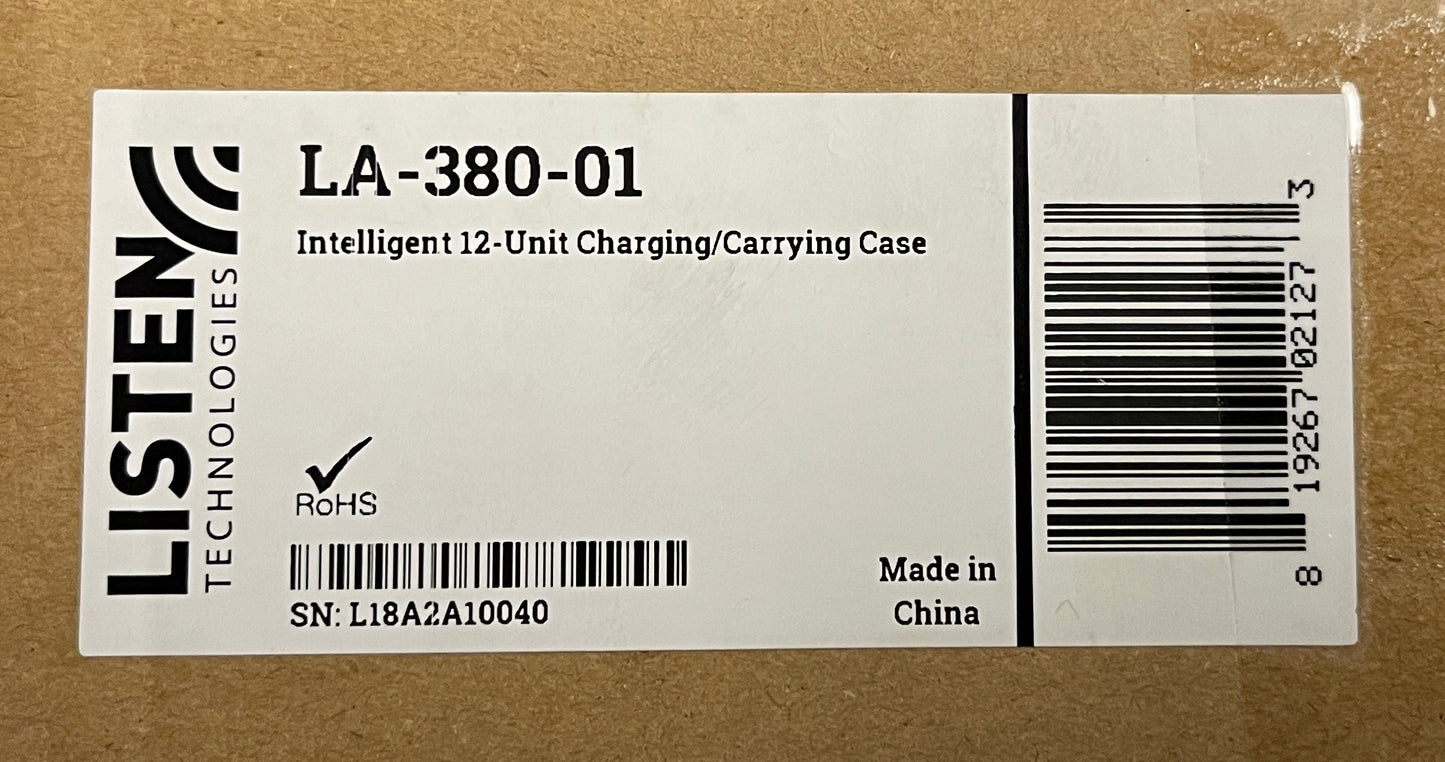 LISTEN
TECHNOLOGIES
LA-380-01
Intelligent 12-Unit Charging/Carrying Case
RoHS
SN: L18A2A10040
Made in
China
8 19267 02127 3